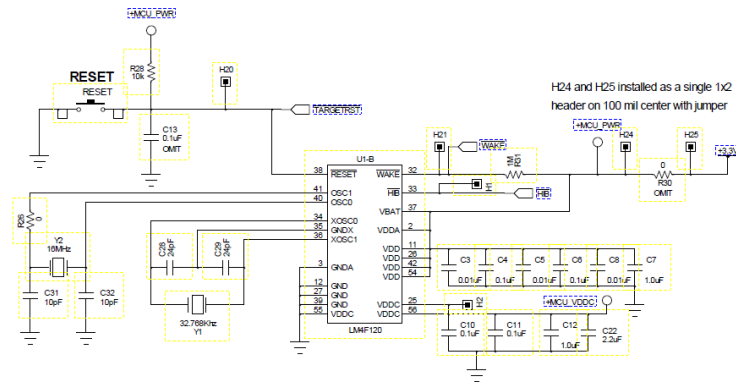 +MCU_PWR
R28
10k
H20
RESET
RESET
TARGETRST
C13
0.1uF
OMIT
H24 and H25 installed as a single 1x2
header on 100 mil center with jumper
+MCU_PWR
H24
H25
+3.3V
H21
WAKE
R31
1M
0
R30
OMIT
H1
HIB
U1-B
38
RESET
WAKE
32
41
OSC1
HIB
33
40
OSC0
34
XOSC0
VBAT
37
35
GNDX
36
XOSC1
VDDA
2
3
GNDA
VDD
11
VDD
26
VDD
42
VDD
54
12
GND
27
GND
39
GND
VDDC
25
55
VDDC
VDDC
56
LM4F120
R26
0
Y2
16MHz
C31
10pF
C32
10pF
C28
24pF
C29
24pF
32.768Khz
Y1
C3
0.01uF
C4
0.1uF
C5
0.01uF
C6
0.1uF
C8
0.01uF
C7
1.0uF
H2
+MCU_VDDC
C10
0.1uF
C11
0.1uF
C12
1.0uF
C22
2.2uF